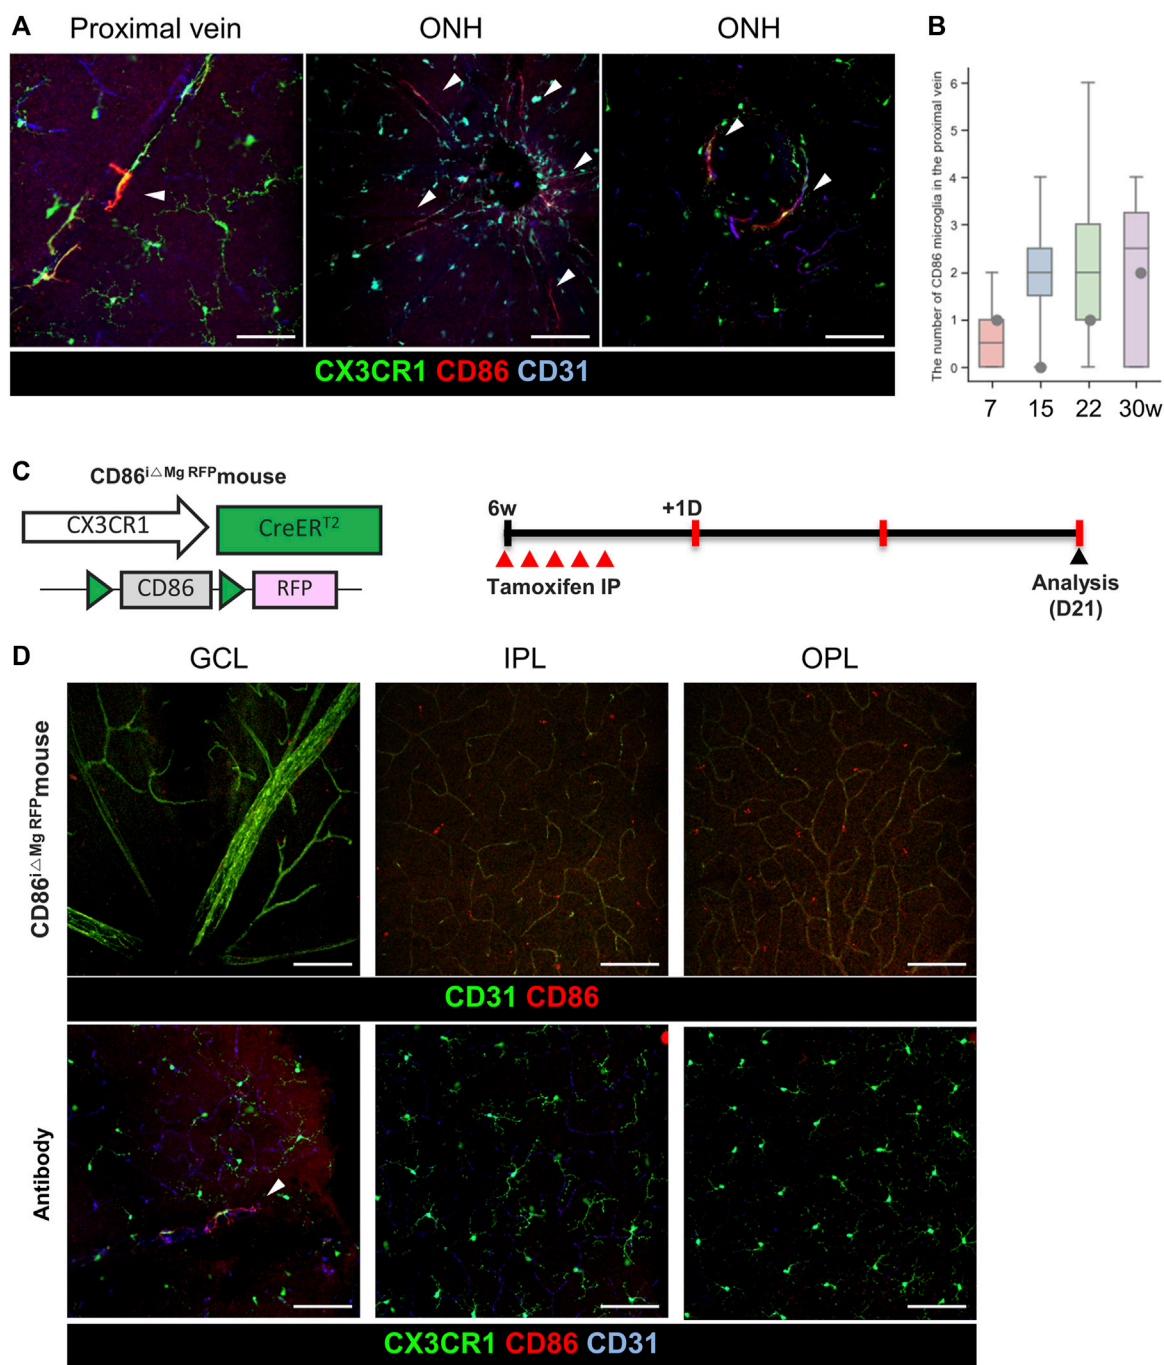 A
Proximal vein
ONH
ONH
CX3CR1 CD86 CD31
B
The number of CD86 microglia in the proximal vein
6
5
4
3
2
1
0
7
15
22
30w
C
CD86i△Mg RFPmouse
CX3CR1
CreERT2
CD86
RFP
6w
+1D
Tamoxifen IP
Analysis
(D21)
D
GCL
IPL
OPL
CD86i△Mg RFPmouse
CD31 CD86
Antibody
CX3CR1 CD86 CD31